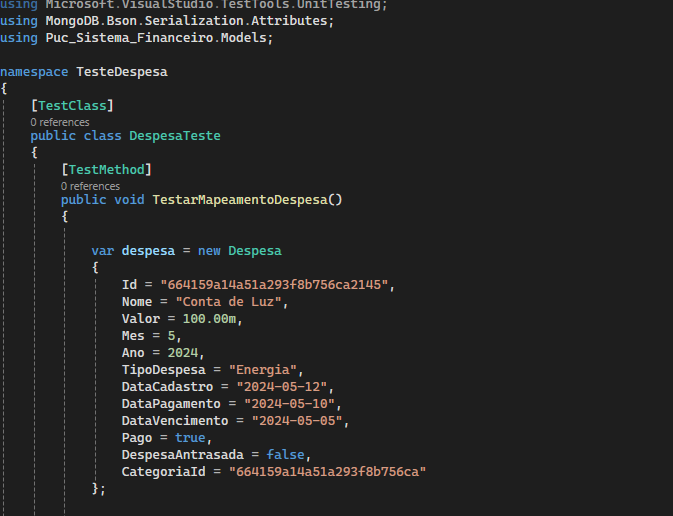 using Microsoft.VisualStudio.TestTools.UnitTesting;
using MongoDB.Bson.Serialization.Attributes;
using Puc_Sistema_Financeiro.Models;
namespace TesteDespesa
{
[TestClass]
0 references
public class DespesaTeste
{
[TestMethod]
0 references
public void TestarMapeamentoDespesa()
{
var despesa = new Despesa
{
Id = "664159a14a51a293f8b756ca2145",
Nome = "Conta de Luz",
Valor = 100.00m,
Mes = 5,
Ano = 2024,
TipoDespesa = "Energia",
DataCadastro = "2024-05-12",
DataPagamento = "2024-05-10",
DataVencimento = "2024-05-05",
Pago = true,
DespesaAntrasada = false,
CategoriaId = "664159a14a51a293f8b756ca"
};